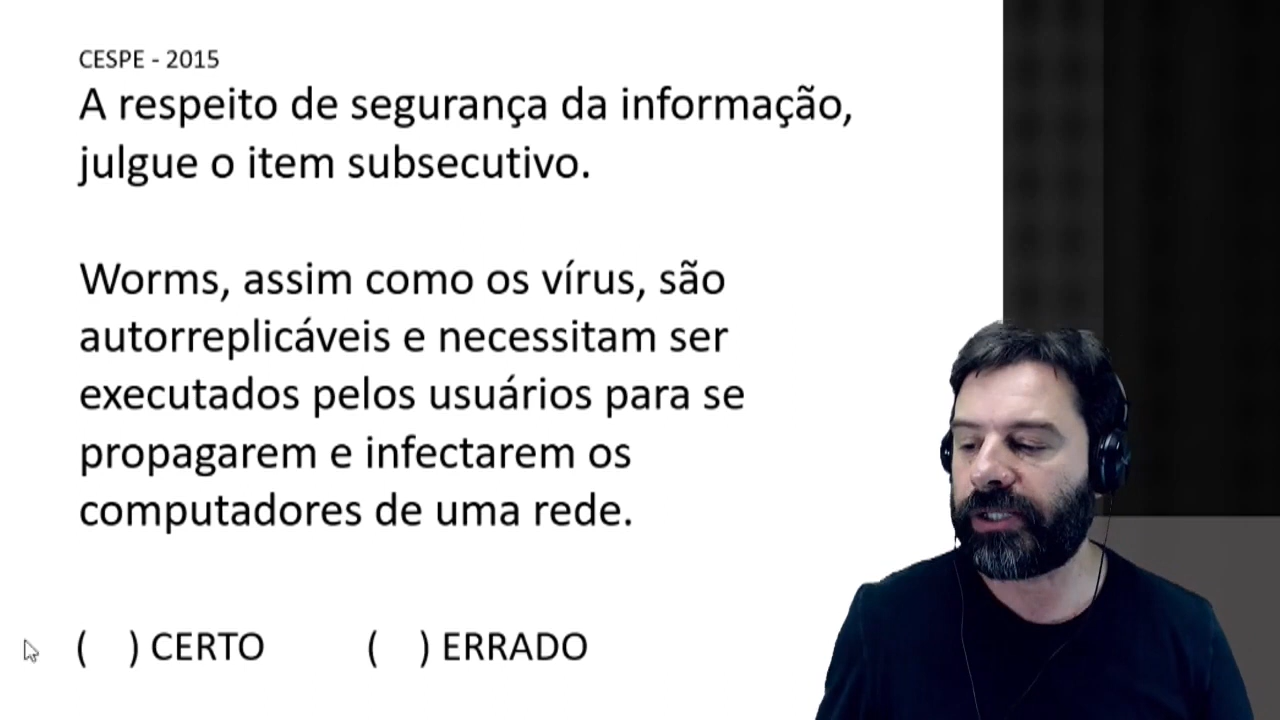 CESPE - 2015
A respeito de segurança da informação,
julgue o item subsecutivo.
Worms, assim como os vírus, são
autorreplicáveis e necessitam ser
executados pelos usuários para se
propagarem e infectarem os
computadores de uma rede.
( ) CERTO ( ) ERRADO